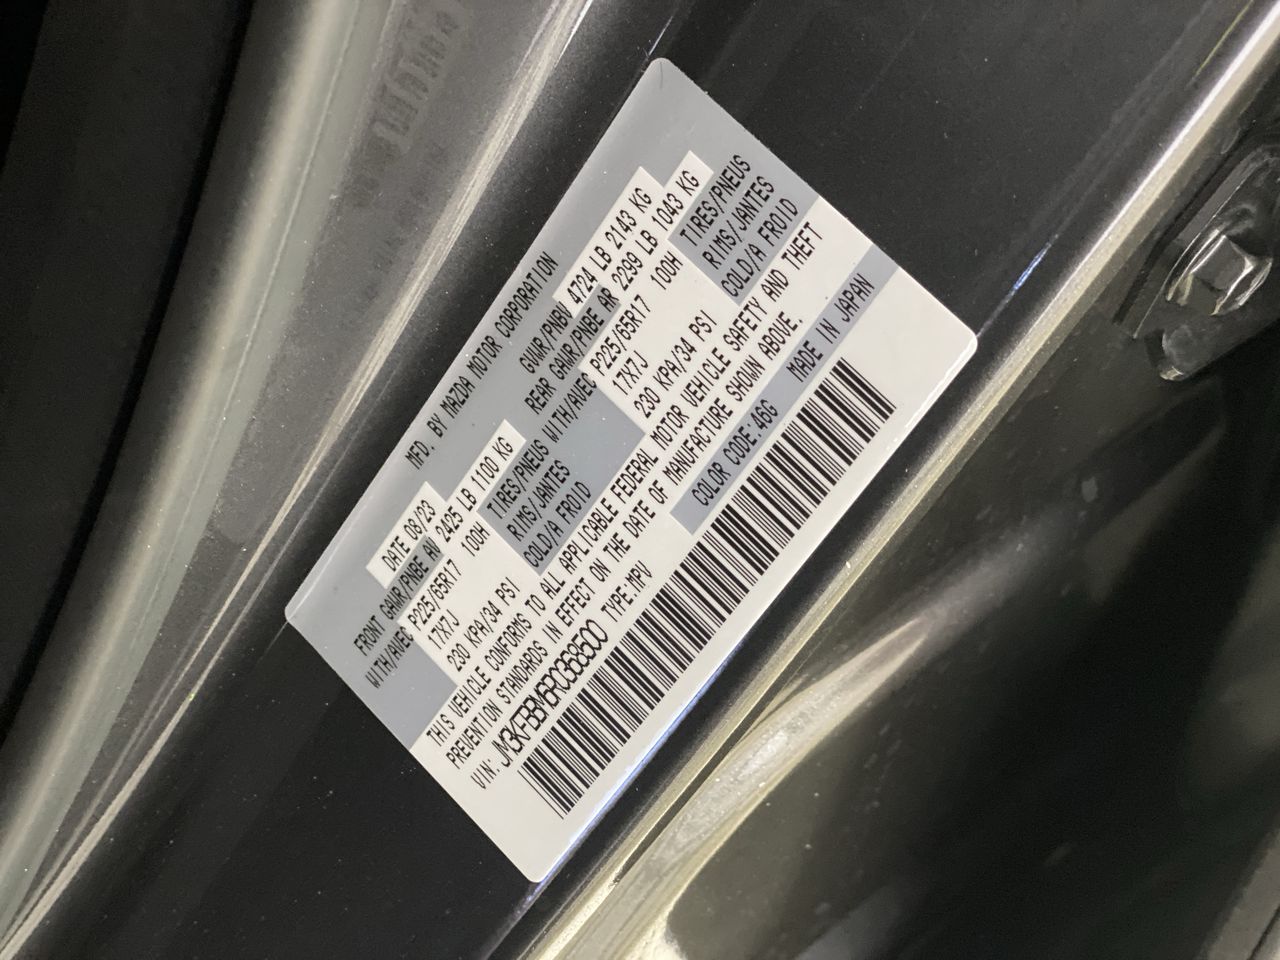 MFD. BY MAZDA MOTOR CORPORATION
DATE 08/23 GVWR/PNBV 4724 LB 2143 KG
FRONT GAWR/PNBE AV 2425 LB 1100 KG REAR GAWR/PNBE AR 2299 LB 1043 KG
WITH/AVEC P225/65R17 100H TIRES/PNEUS WITH/AVEC P225/65R17 100H TIRES/PNEUS
17X7J RIMS/JANTES 17X7J RIMS/JANTES
230 KPA/34 PSI COLD/A FROID 230 KPA/34 PSI COLD/A FROID
THIS VEHICLE CONFORMS TO ALL APPLICABLE FEDERAL MOTOR VEHICLE SAFETY AND THEFT
PREVENTION STANDARDS IN EFFECT ON THE DATE OF MANUFACTURE SHOWN ABOVE.
VIN: JM3KFBBM6R0358500 TYPE:MPV COLOR CODE:46G MADE IN JAPAN